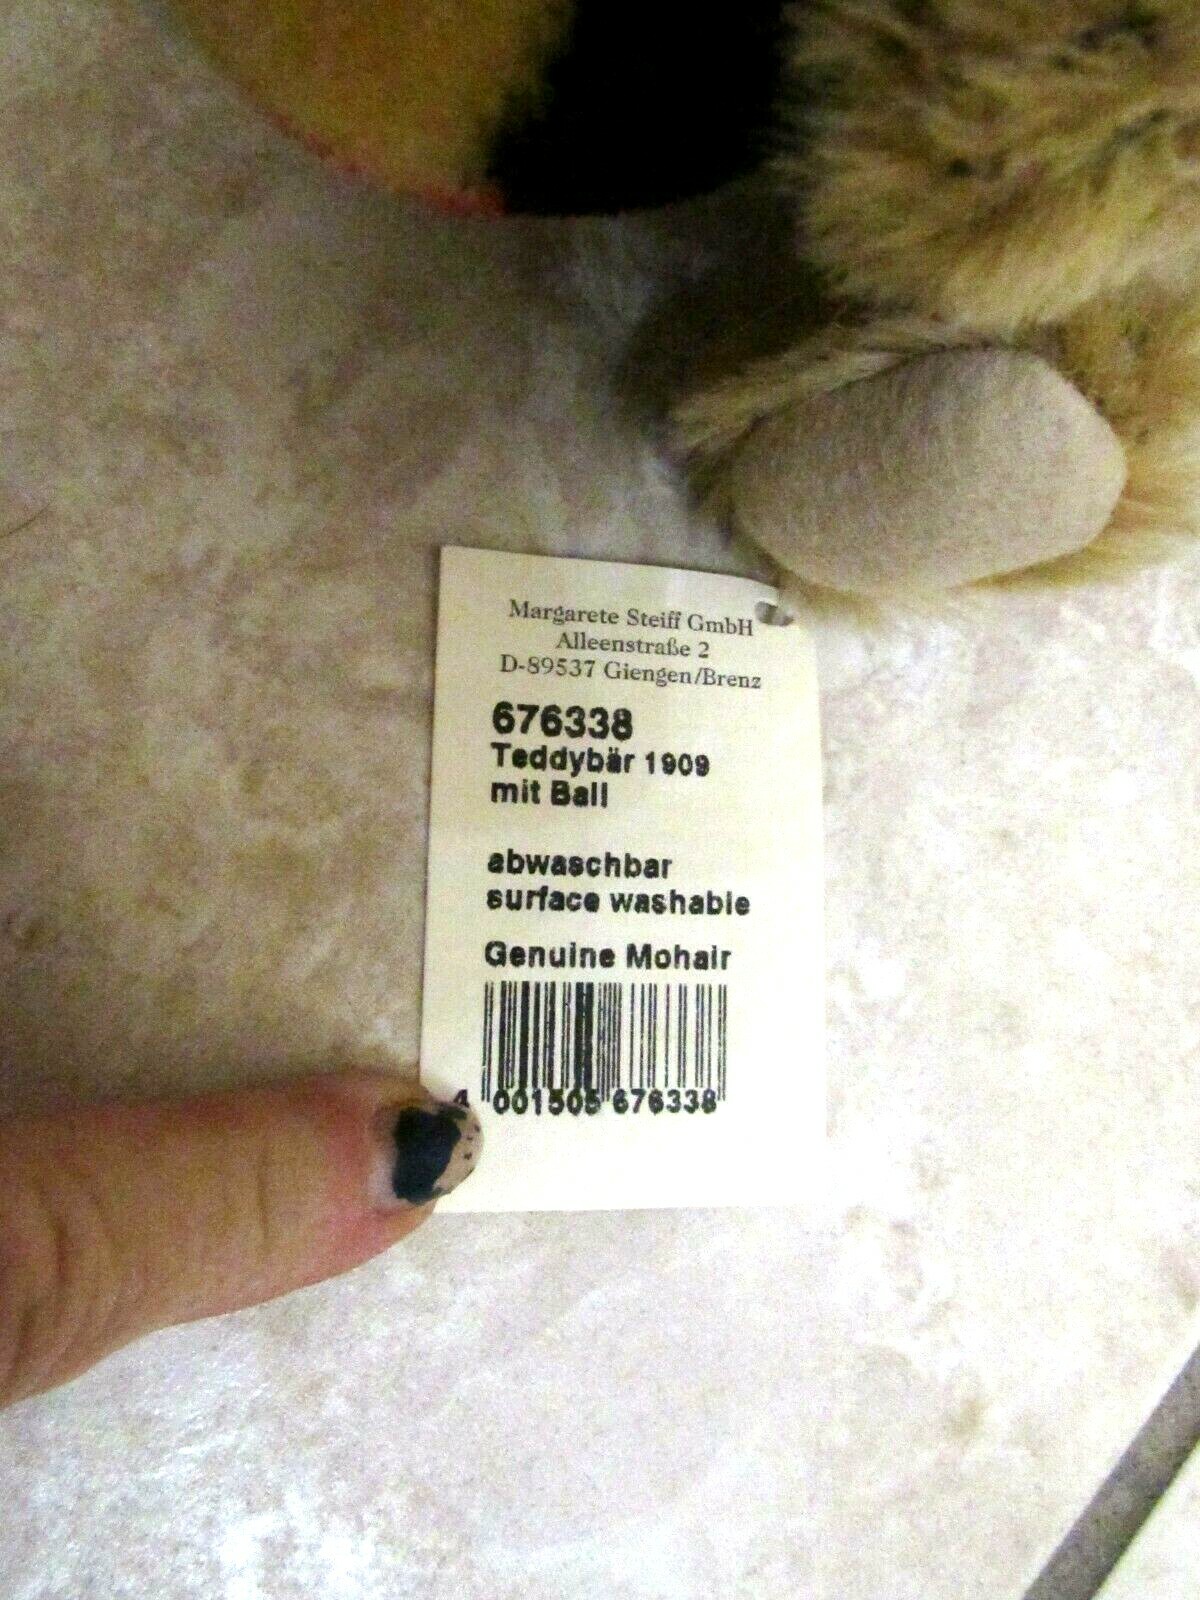 Margarete Steiff GmbH
Alleenstraße 2
D-89537 Giengen/Brenz
676338
Teddybär 1909
mit Ball
abwaschbar
surface washable
Genuine Mohair
4 001505 676338